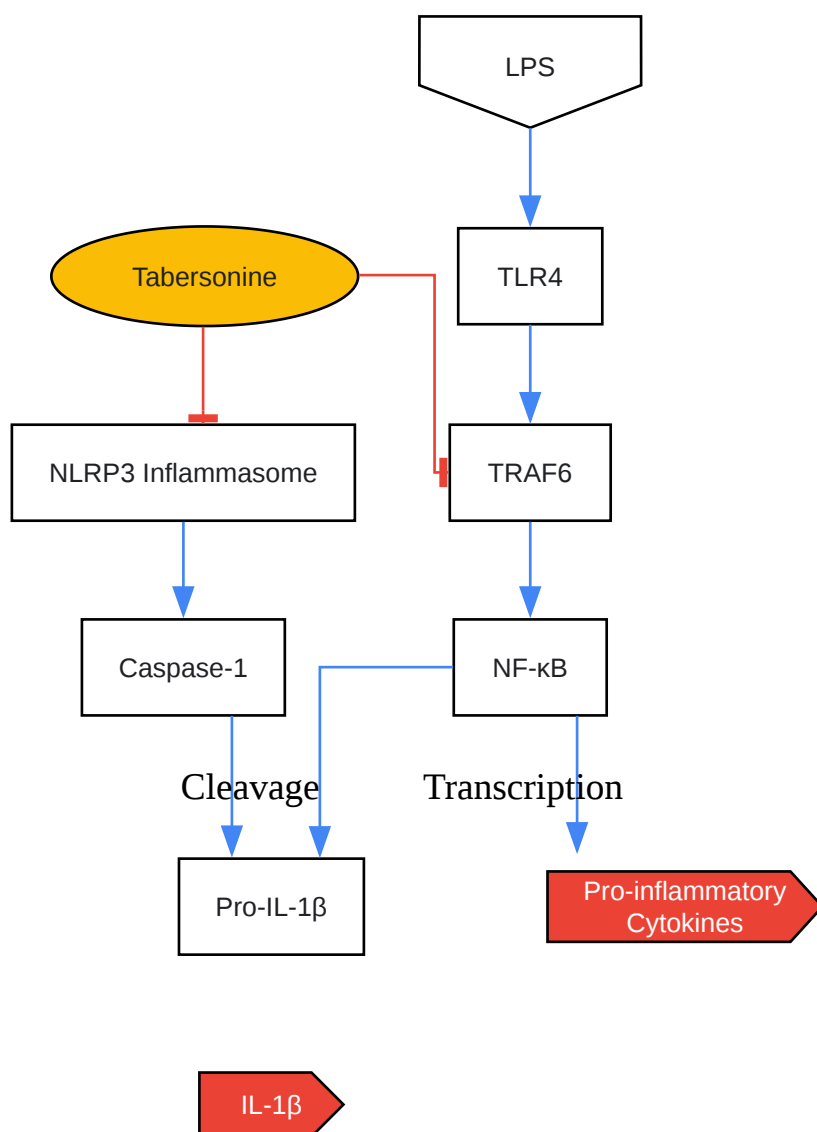 LPS
Tabersonine
TLR4
NLRP3 Inflammasome
TRAF6
Caspase-1
NF-κB
Cleavage
Transcription
Pro-IL-1β
Pro-inflammatory
Cytokines
IL-1β